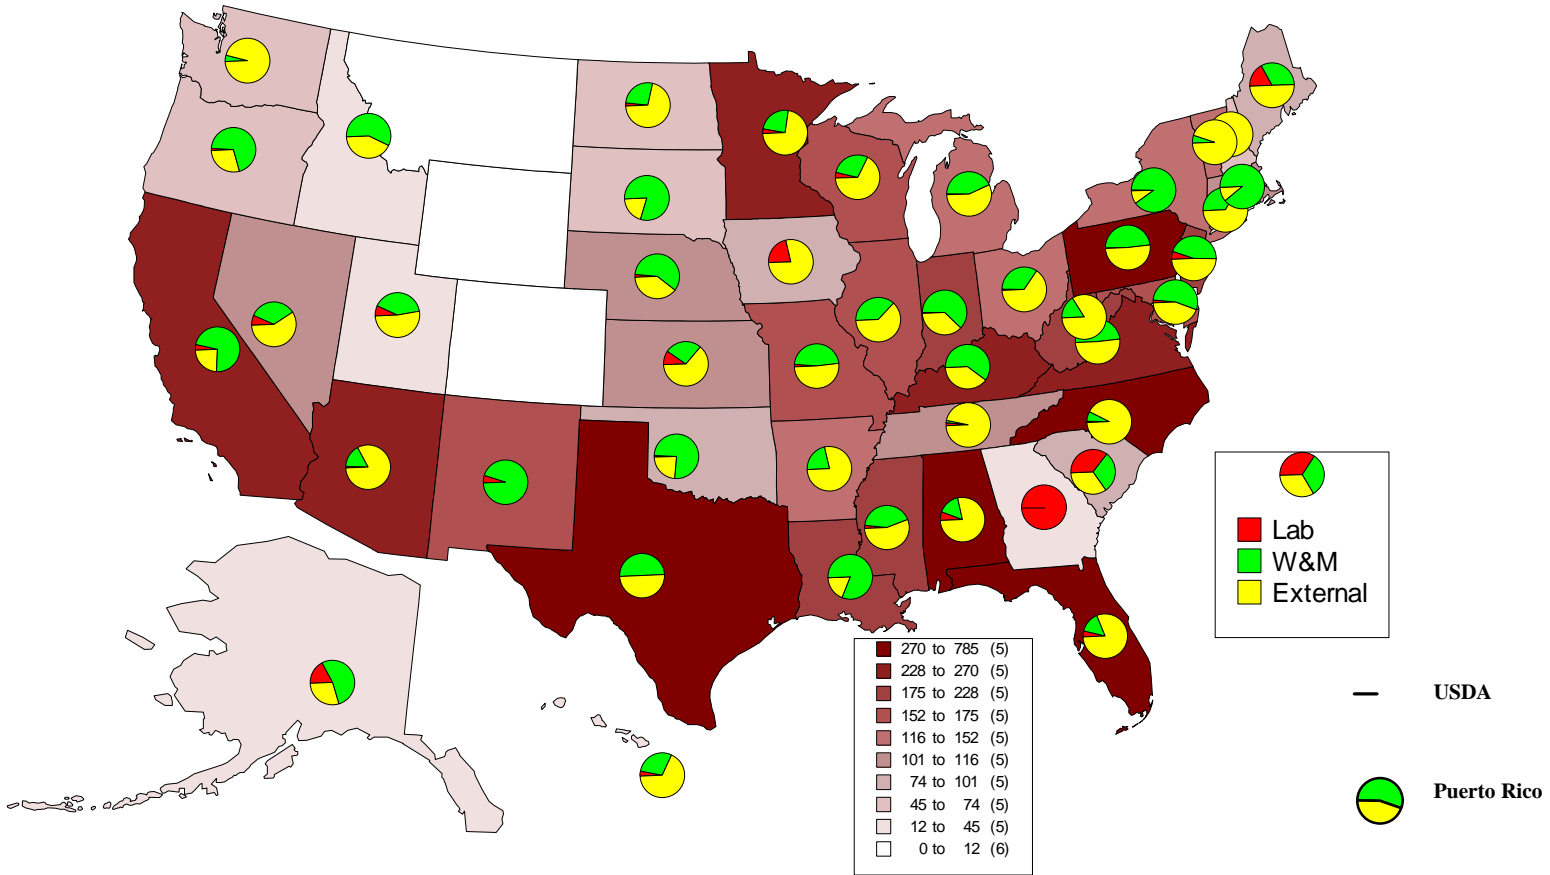 Lab
W&M
External
270 to 785 (5)
228 to 270 (5)
175 to 228 (5)
152 to 175 (5)
116 to 152 (5)
101 to 116 (5)
74 to 101 (5)
45 to 74 (5)
12 to 45 (5)
0 to 12 (6)
USDA
Puerto Rico